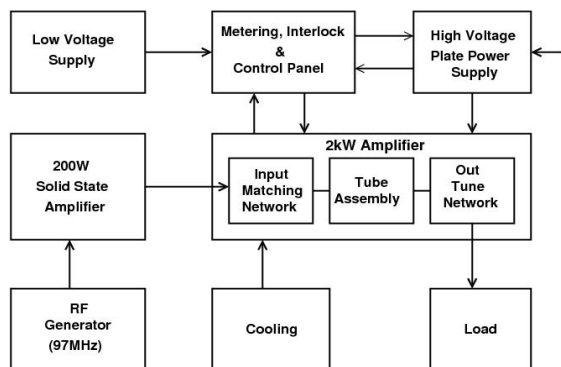 Low Voltage
Supply
Metering, Interlock
&
Control Panel
High Voltage
Plate Power
Supply
200W
Solid State
Amplifier
2kW Amplifier
Input
Matching
Network
Tube
Assembly
Out
Tune
Network
RF
Generator
(97MHz)
Cooling
Load